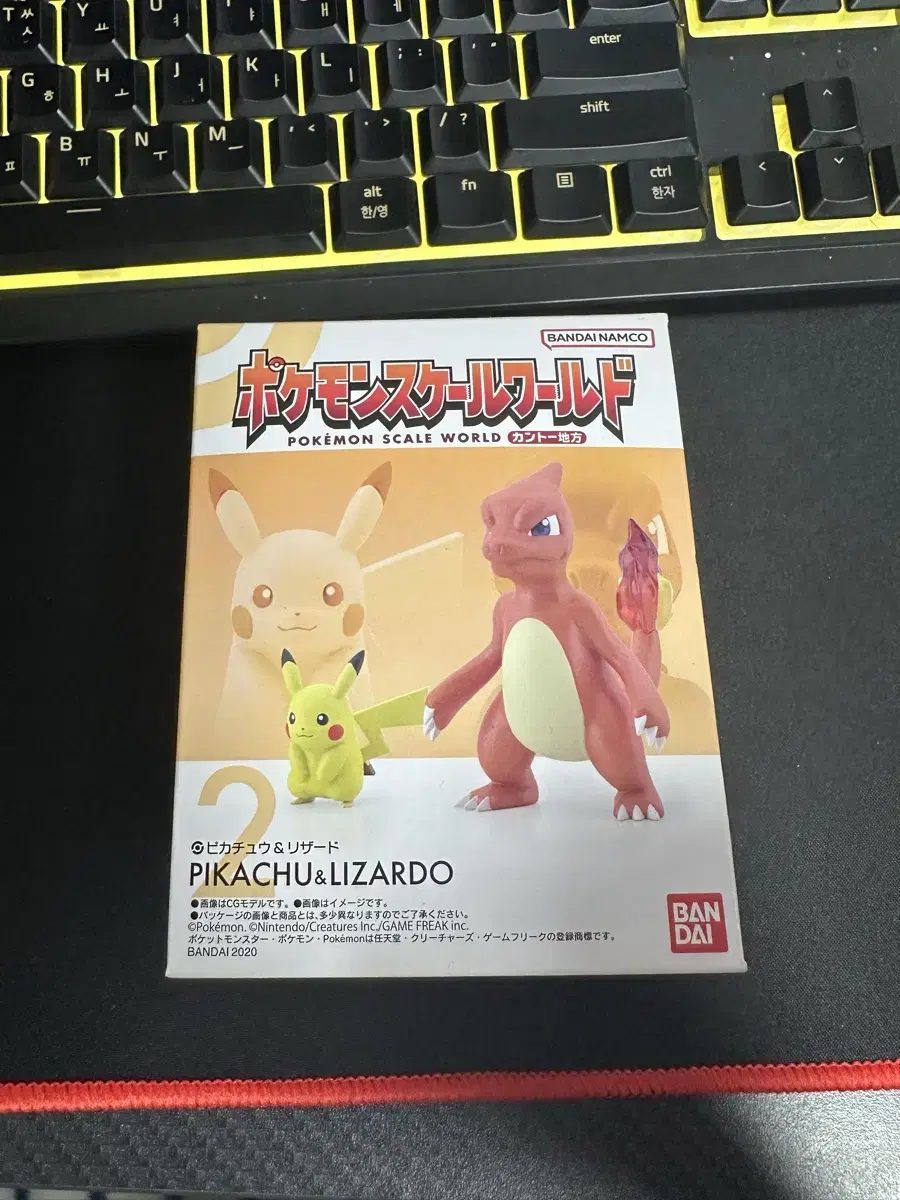 T ㅆ ㅅ
Y ㅛ
G ㅎ
H ㅗ
J ㅓ
K ㅏ
L ㅣ
; :
' "
enter
B ㅠ
N ㅜ
M ㅡ
, <
. >
/ ?
shift
alt 한/영
fn
ctrl 한자
BANDAI NAMCO
ポケモンスケールワールド
POKÉMON SCALE WORLD カントー地方
2
ピカチュウ&リザード
PIKACHU&LIZARDO
●画像はCGモデルです。●画像はイメージです。
●パッケージの画像と商品とは、多少異なりますのでご了承ください。
©Pokémon. ©Nintendo/Creatures Inc./GAME FREAK inc.
ポケットモンスター・ポケモン・Pokémonは任天堂・クリーチャーズ・ゲームフリークの登録商標です。
BANDAI 2020
BAN
DAI